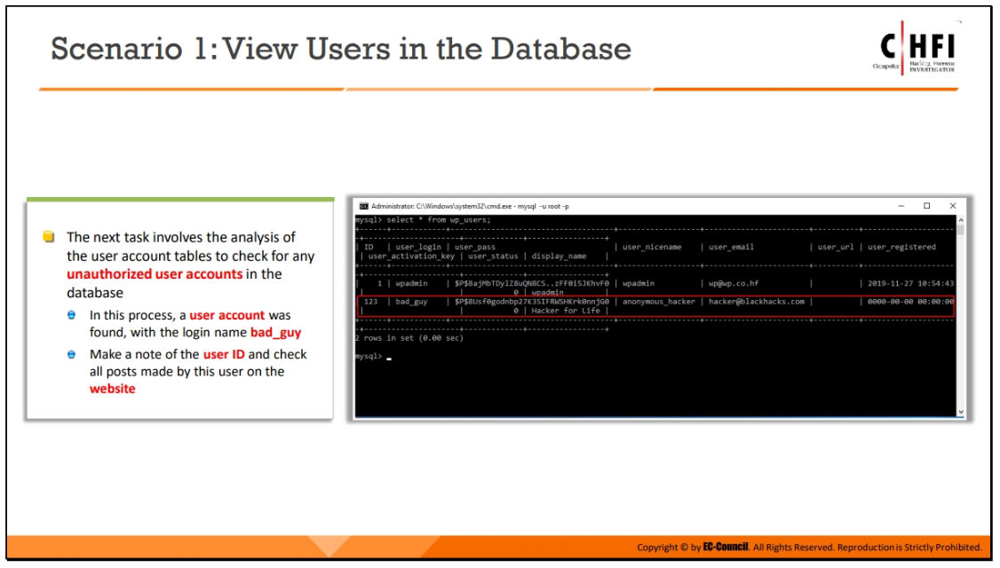 Scenario 1: View Users in the Database
CHFI
Computer Hacking Forensic
INVESTIGATOR
The next task involves the analysis of
the user account tables to check for any
unauthorized user accounts in the
database
In this process, a user account was
found, with the login name bad_guy
Make a note of the user ID and check
all posts made by this user on the
website
Administrator: C:\Windows\system32\cmd.exe - mysql -u root -p
mysql> select * from wp_users;
| ID | user_login | user_pass | user_nicename | user_email | user_url | user_registered
| user_activation_key | user_status | display_name |
| 1 | wpadmin | | wpadmin | wp@wp.co.hf | | 2019-11-27 10:54:43
| | 0 | wpadmin |
| 123 | bad_guy | | anonymous_hacker | hacker@blackhacks.com | | 0000-00-00 00:00:00
| | 0 | Hacker for Life |
2 rows in set (0.00 sec)
mysql>
Copyright © by EC-Council. All Rights Reserved. Reproduction is Strictly Prohibited.